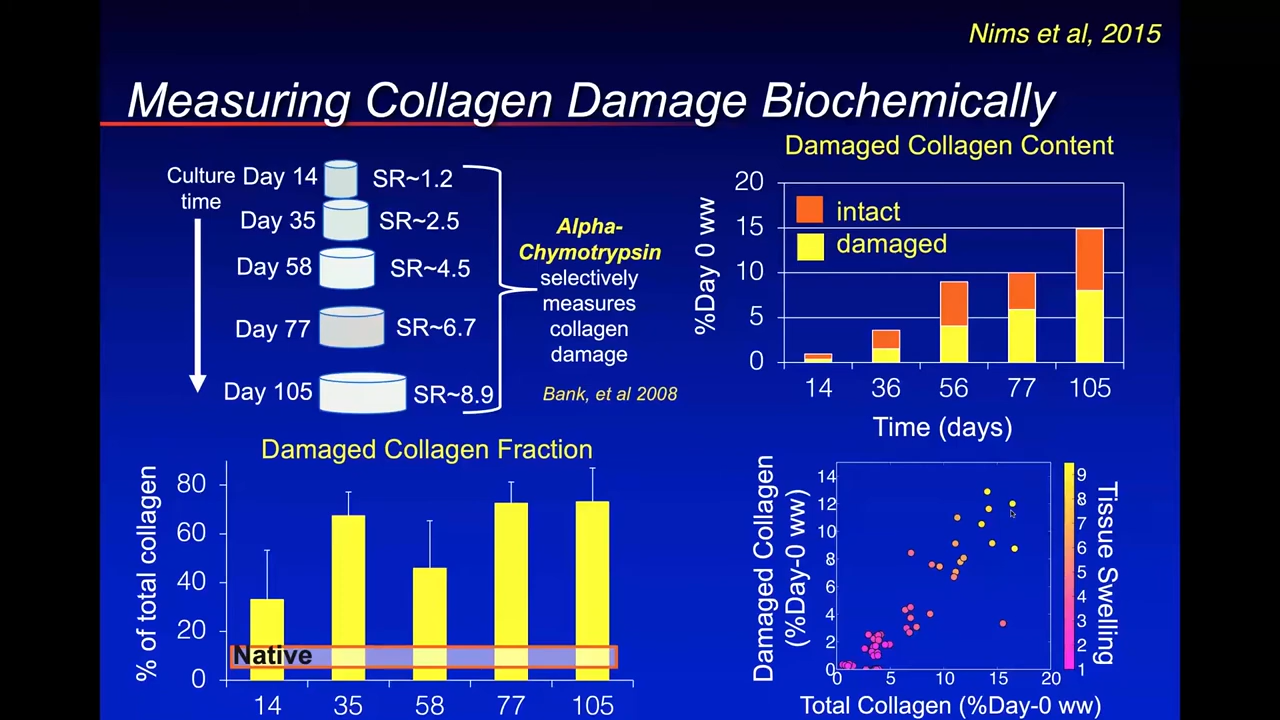 Nims et al, 2015
Measuring Collagen Damage Biochemically
Culture
time
Day 14
SR~1.2
Day 35
SR~2.5
Day 58
SR~4.5
Day 77
SR~6.7
Day 105
SR~8.9
Alpha-
Chymotrypsin
selectively
measures
collagen
damage
Bank, et al 2008
Damaged Collagen Content
%Day 0 ww
20
15
10
5
0
intact
damaged
14 36 56 77 105
Time (days)
Damaged Collagen Fraction
% of total collagen
80
60
40
20
0
Native
14 35 58 77 105
Damaged Collagen
(%Day-0 ww)
14
12
10
8
6
4
2
0
0 5 10 15 20
Total Collagen (%Day-0 ww)
9
8
7
6
5
4
3
2
1
Tissue Swelling